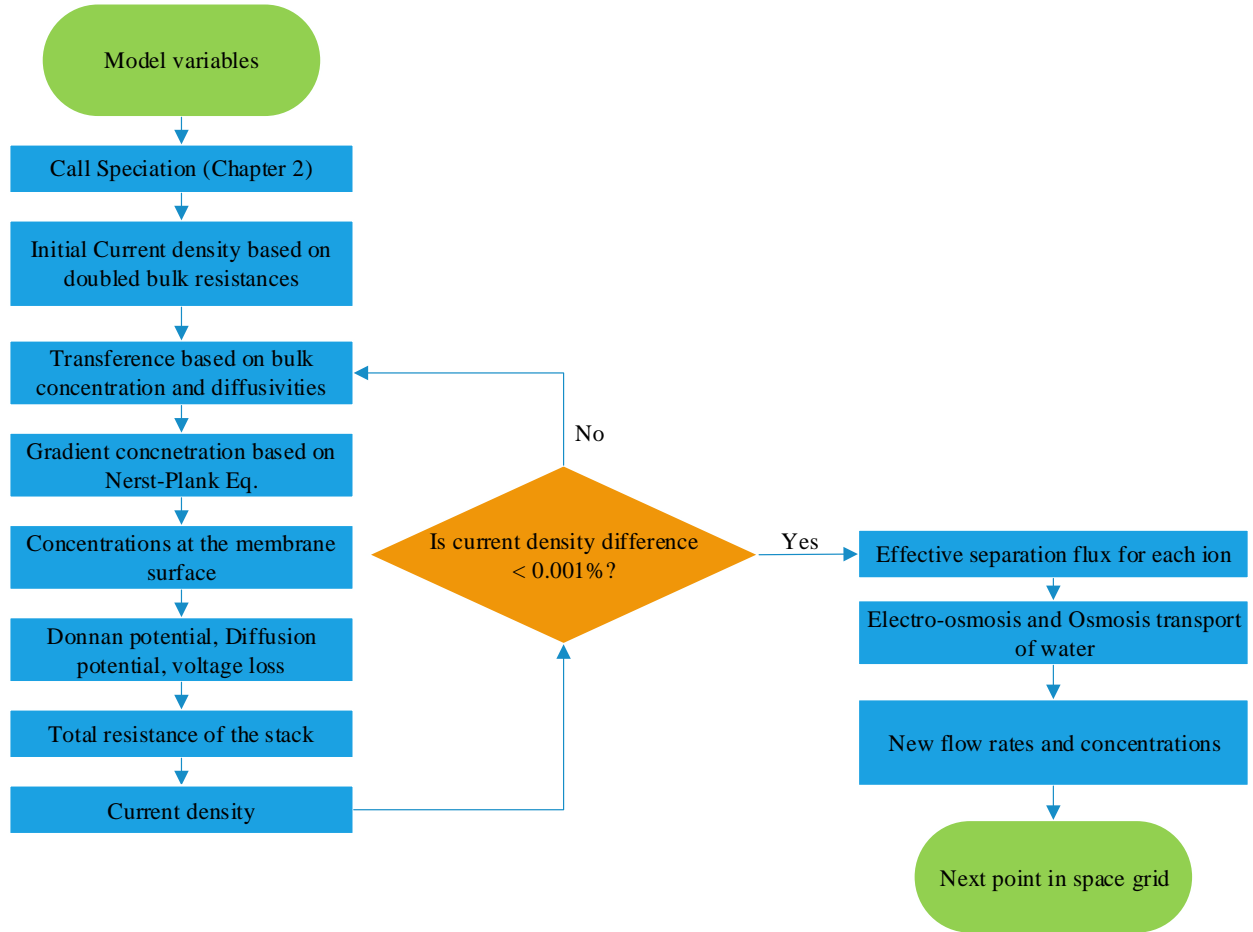 Model variables
Call Speciation (Chapter 2)
Initial Current density based on
doubled bulk resistances
Transference based on bulk
concentration and diffusivities
Gradient concnetration based on
Nerst-Plank Eq.
Concentrations at the membrane
surface
Donnan potential, Diffusion
potential, voltage loss
Total resistance of the stack
Current density
No
Is current density difference
< 0.001%?
Yes
Effective separation flux for each ion
Electro-osmosis and Osmosis transport
of water
New flow rates and concentrations
Next point in space grid